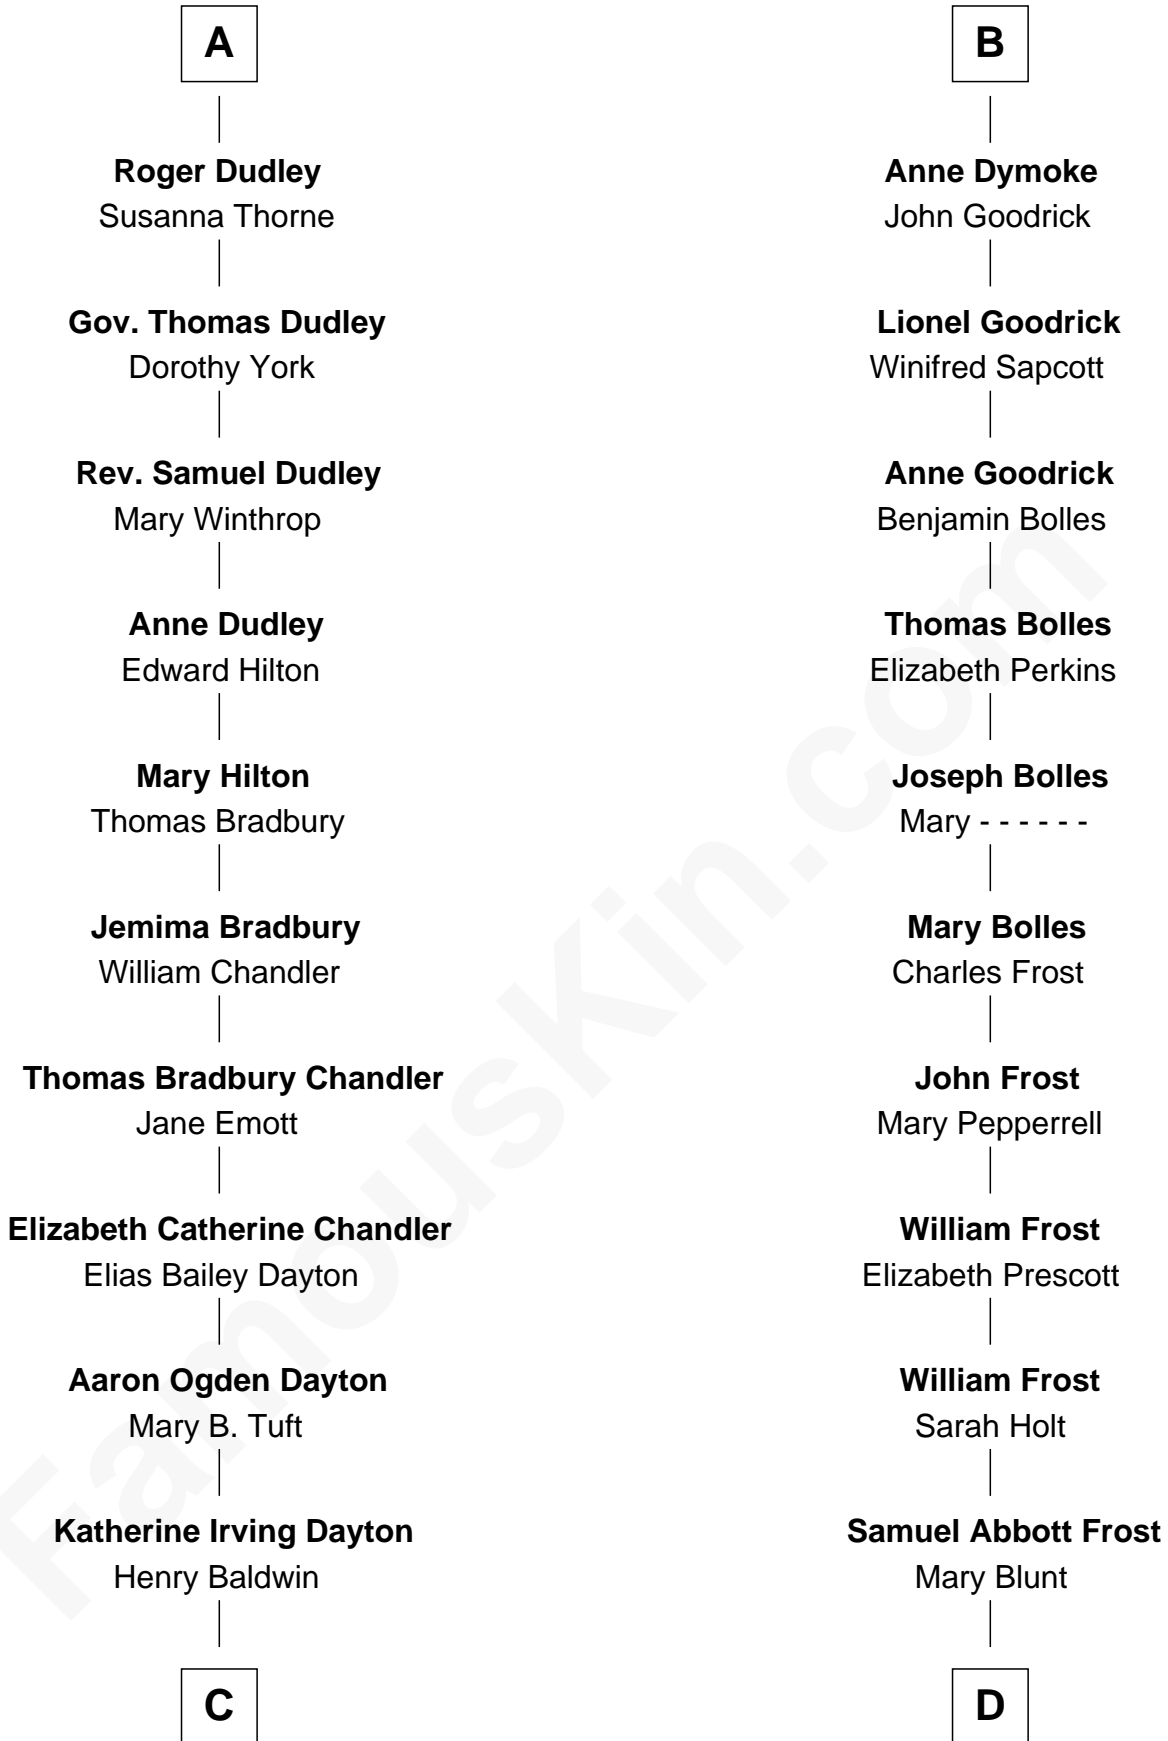 A
Roger Dudley
Susanna Thorne
Gov. Thomas Dudley
Dorothy York
Rev. Samuel Dudley
Mary Winthrop
Anne Dudley
Edward Hilton
Mary Hilton
Thomas Bradbury
Jemima Bradbury
William Chandler
Thomas Bradbury Chandler
Jane Emott
Elizabeth Catherine Chandler
Elias Bailey Dayton
Aaron Ogden Dayton
Mary B. Tuft
Katherine Irving Dayton
Henry Baldwin
C
B
Anne Dymoke
John Goodrick
Lionel Goodrick
Winifred Sapcott
Anne Goodrick
Benjamin Bolles
Thomas Bolles
Elizabeth Perkins
Joseph Bolles
Mary - - - - - -
Mary Bolles
Charles Frost
John Frost
Mary Pepperrell
William Frost
Elizabeth Prescott
William Frost
Sarah Holt
Samuel Abbott Frost
Mary Blunt
D
FamousKin.com